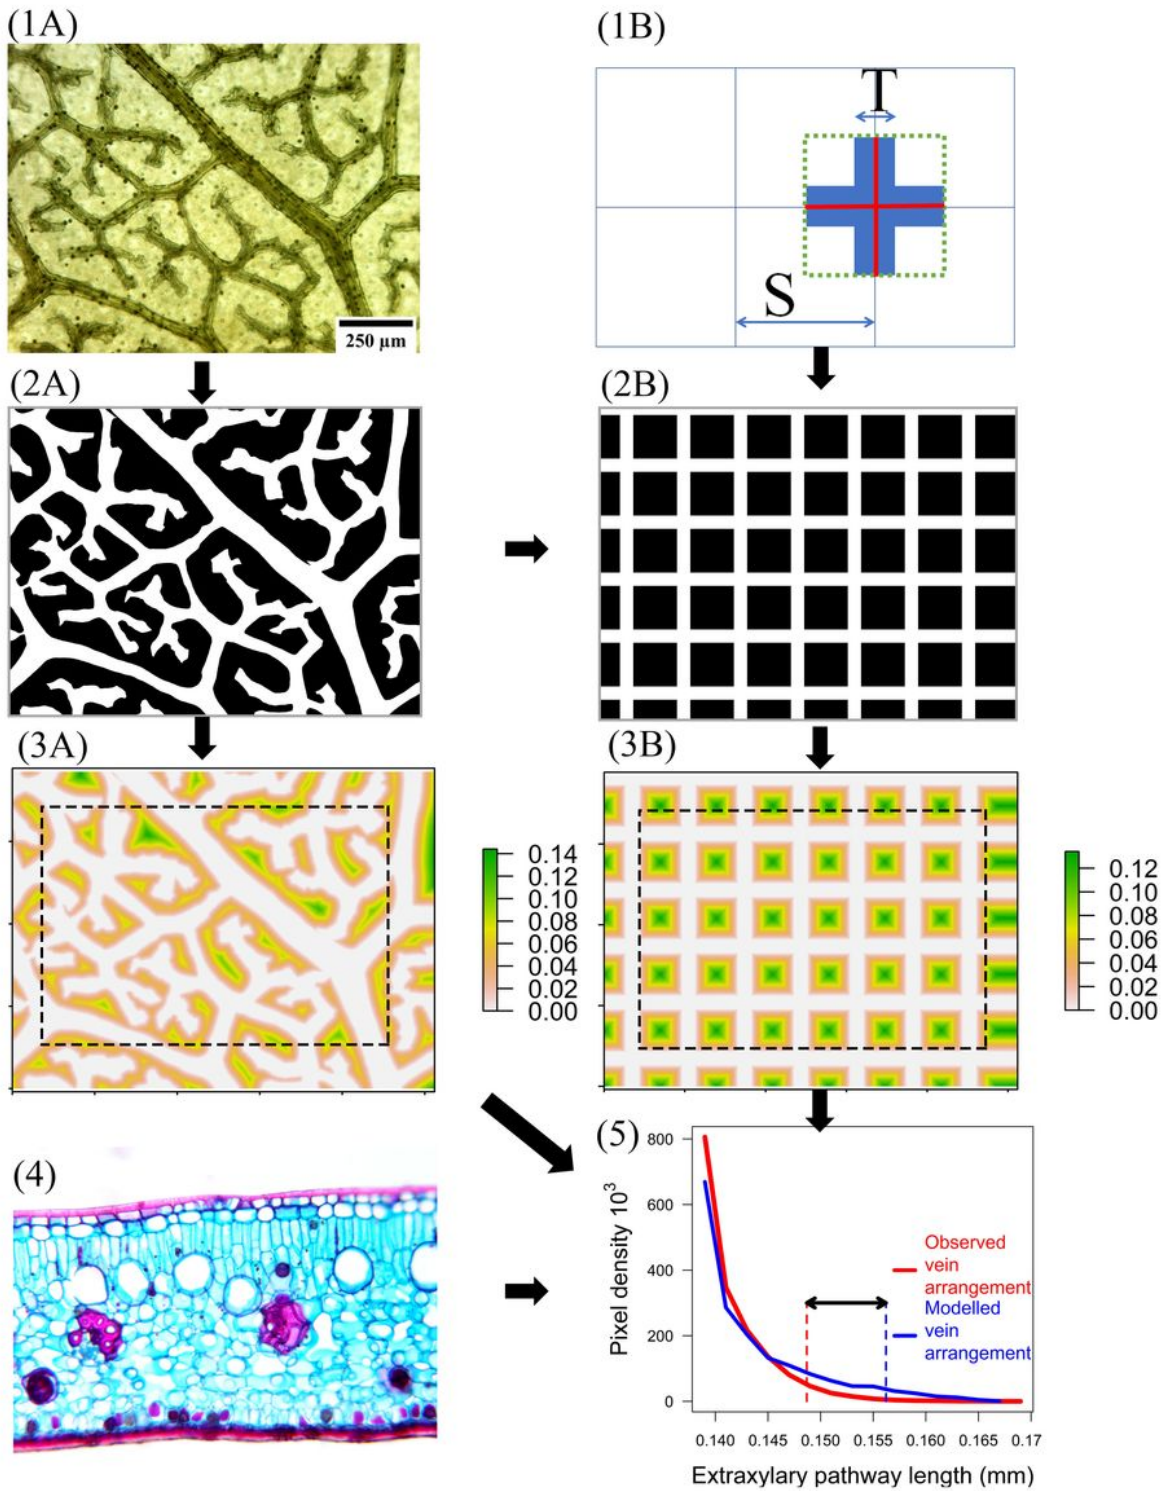 (1A)
(1B)
T
S
250 µm
(2A)
(2B)
(3A)
(3B)
0.14
0.12
0.10
0.08
0.06
0.04
0.02
0.00
0.12
0.10
0.08
0.06
0.04
0.02
0.00
(4)
(5)
Pixel density 10³
800
600
400
200
0
Observed
vein
arrangement
Modelled
vein
arrangement
0.140
0.145
0.150
0.155
0.160
0.165
0.17
Extraxylary pathway length (mm)